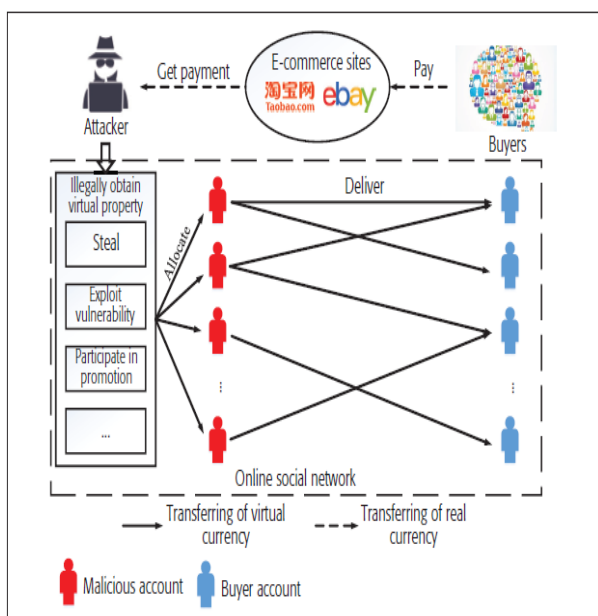 E-commerce sites
Get payment
Pay
淘宝网
Taobao.com
ebay
Attacker
Buyers
Illegally obtain
virtual property
Steal
Exploit
vulnerability
Participate in
promotion
...
Allocate
Deliver
...
...
Online social network
Transferring of virtual
currency
Transferring of real
currency
Malicious account
Buyer account